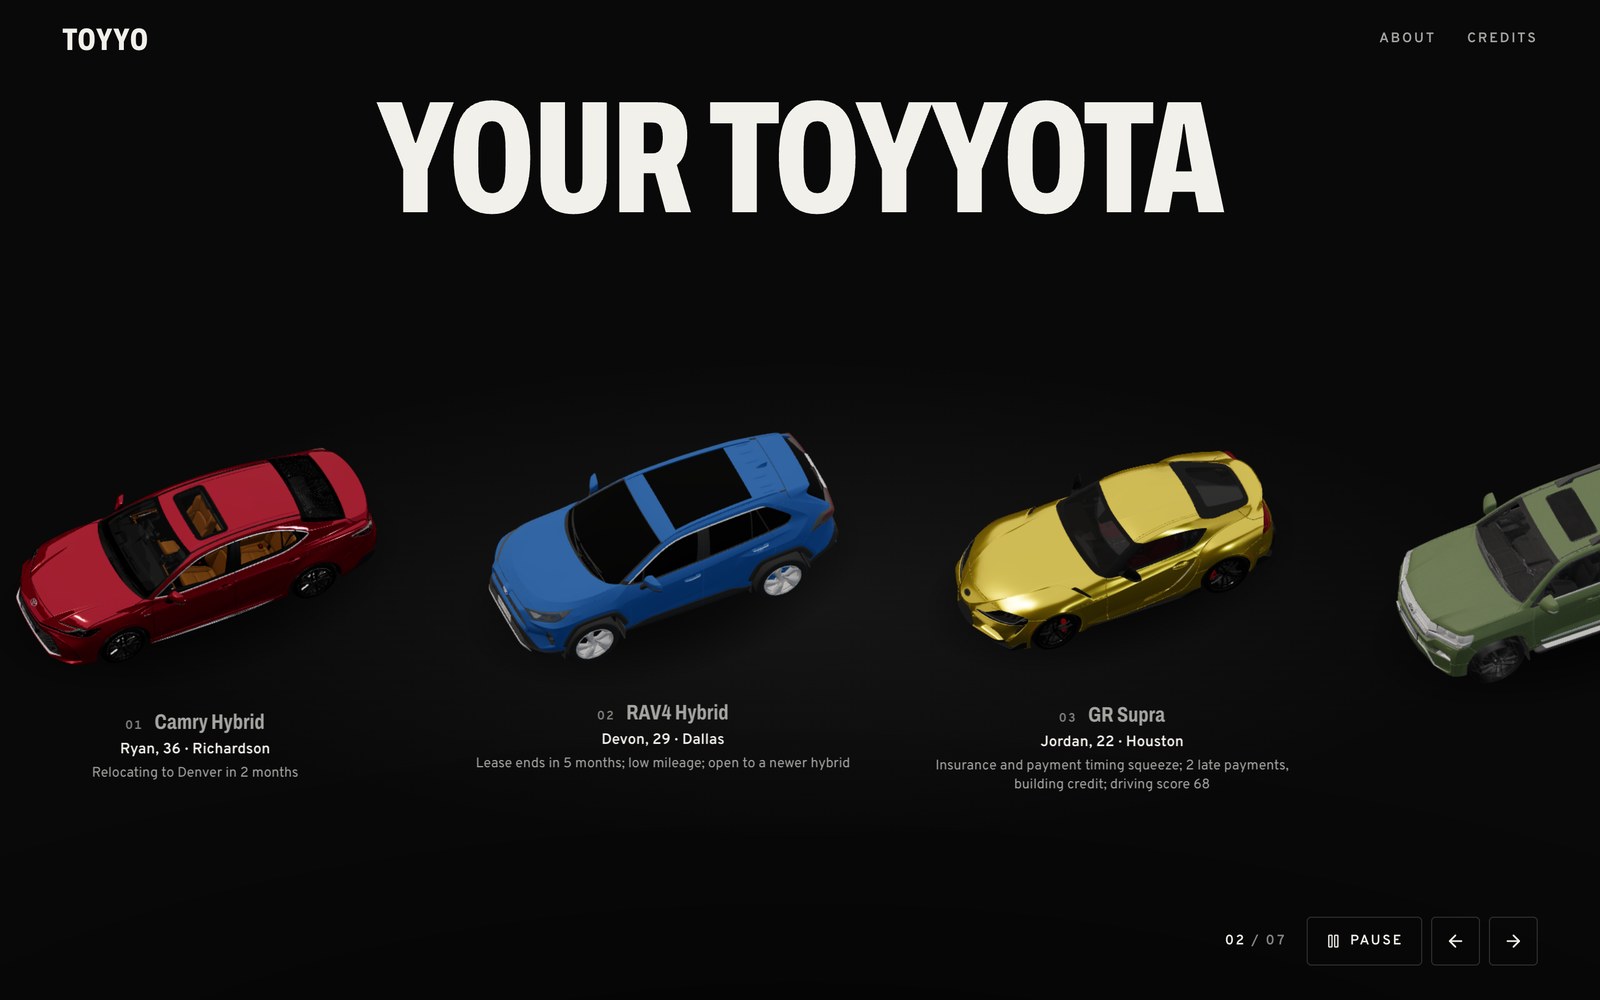 TOYYO
ABOUT
CREDITS
YOUR TOYYOTA
01 Camry Hybrid
Ryan, 36 · Richardson
Relocating to Denver in 2 months
02 RAV4 Hybrid
Devon, 29 · Dallas
Lease ends in 5 months; low mileage; open to a newer hybrid
03 GR Supra
Jordan, 22 · Houston
Insurance and payment timing squeeze; 2 late payments,
building credit; driving score 68
02 / 07
PAUSE